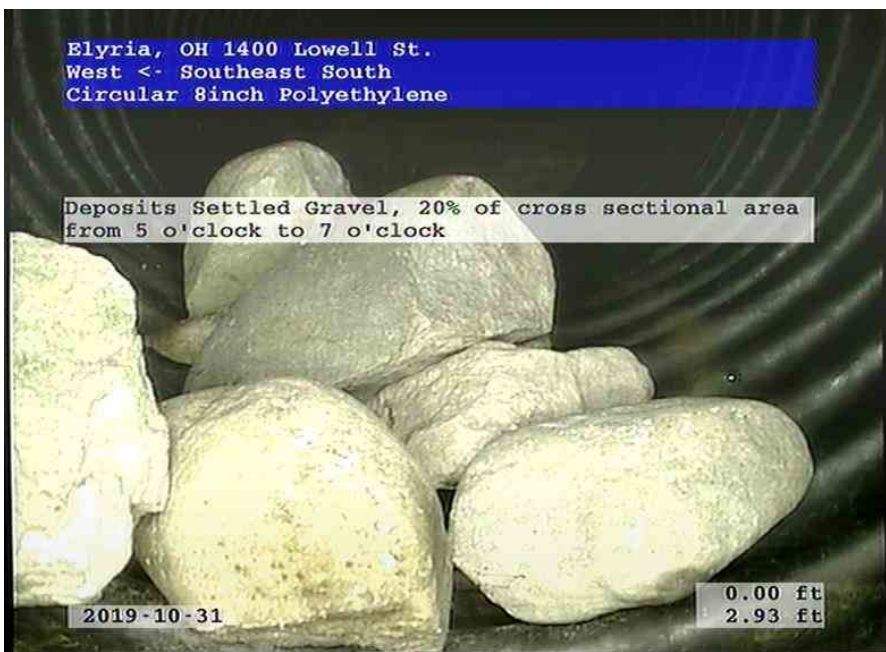 Elyria, OH 1400 Lowell St.
West <- Southeast South
Circular 8inch Polyethylene
Deposits Settled Gravel, 20% of cross sectional area
from 5 o'clock to 7 o'clock
0.00 ft
2019-10-31
2.93 ft